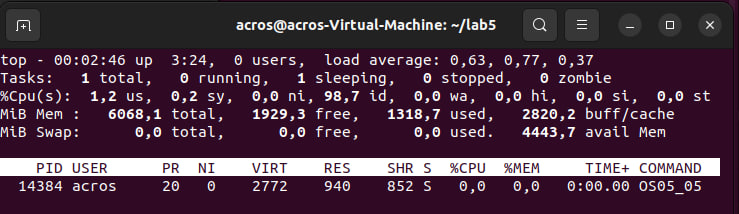 acros@acros-Virtual-Machine: ~/lab5
top - 00:02:46 up  3:24,  0 users,  load average: 0,63, 0,77, 0,37
Tasks:   1 total,   0 running,   1 sleeping,   0 stopped,   0 zombie
%Cpu(s):  1,2 us,  0,2 sy,  0,0 ni, 98,7 id,  0,0 wa,  0,0 hi,  0,0 si,  0,0 st
MiB Mem :   6068,1 total,   1929,3 free,   1318,7 used,   2820,2 buff/cache
MiB Swap:      0,0 total,      0,0 free,      0,0 used.   4443,7 avail Mem
PID USER      PR  NI    VIRT    RES    SHR S  %CPU  %MEM     TIME+ COMMAND
14384 acros     20   0    2772    940    852 S   0,0   0,0   0:00.00 OS05_05